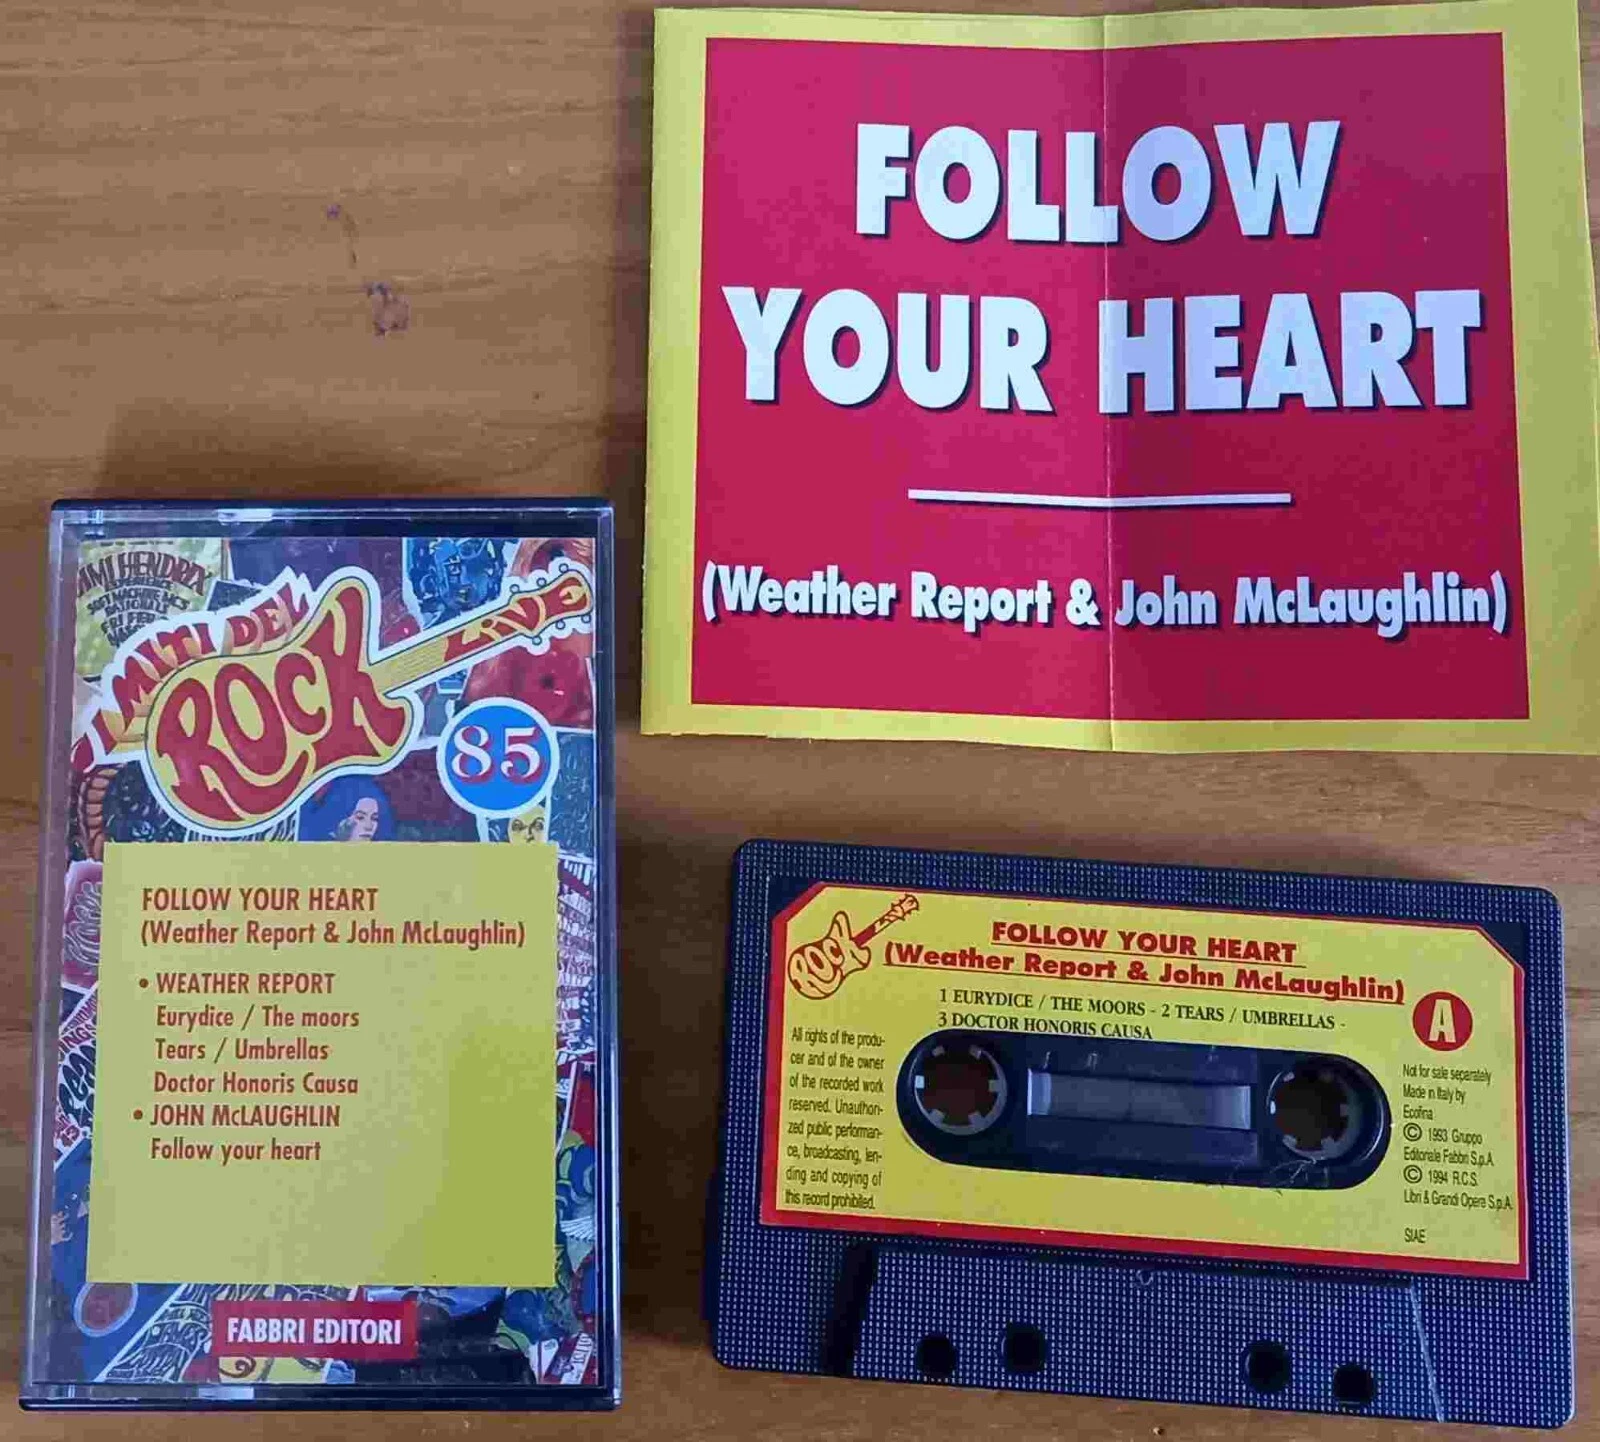 FOLLOW
YOUR HEART
(Weather Report & John McLaughlin)
JIMI HENDRIX
EXPERIENCE
SOFT MACHINE
I MITI DEL
ROCK
LIVE
85
FOLLOW YOUR HEART
(Weather Report & John McLaughlin)
• WEATHER REPORT
Eurydice / The moors
Tears / Umbrellas
Doctor Honoris Causa
• JOHN McLAUGHLIN
Follow your heart
FABBRI EDITORI
ROCK
FOLLOW YOUR HEART
(Weather Report & John McLaughlin)
1 EURYDICE / THE MOORS - 2 TEARS / UMBRELLAS -
3 DOCTOR HONORIS CAUSA
A
All rights of the produ-
cer and of the owner
of the recorded work
reserved. Unauthori-
zed public performan-
ce, broadcasting, len-
ding and copying of
this record prohibited.
Not for sale separately
Made in Italy by
Ecofina
© 1993 Gruppo
Editoriale Fabbri S.p.A.
© 1994 R.C.S.
Libri & Grandi Opere S.p.A.
SIAE